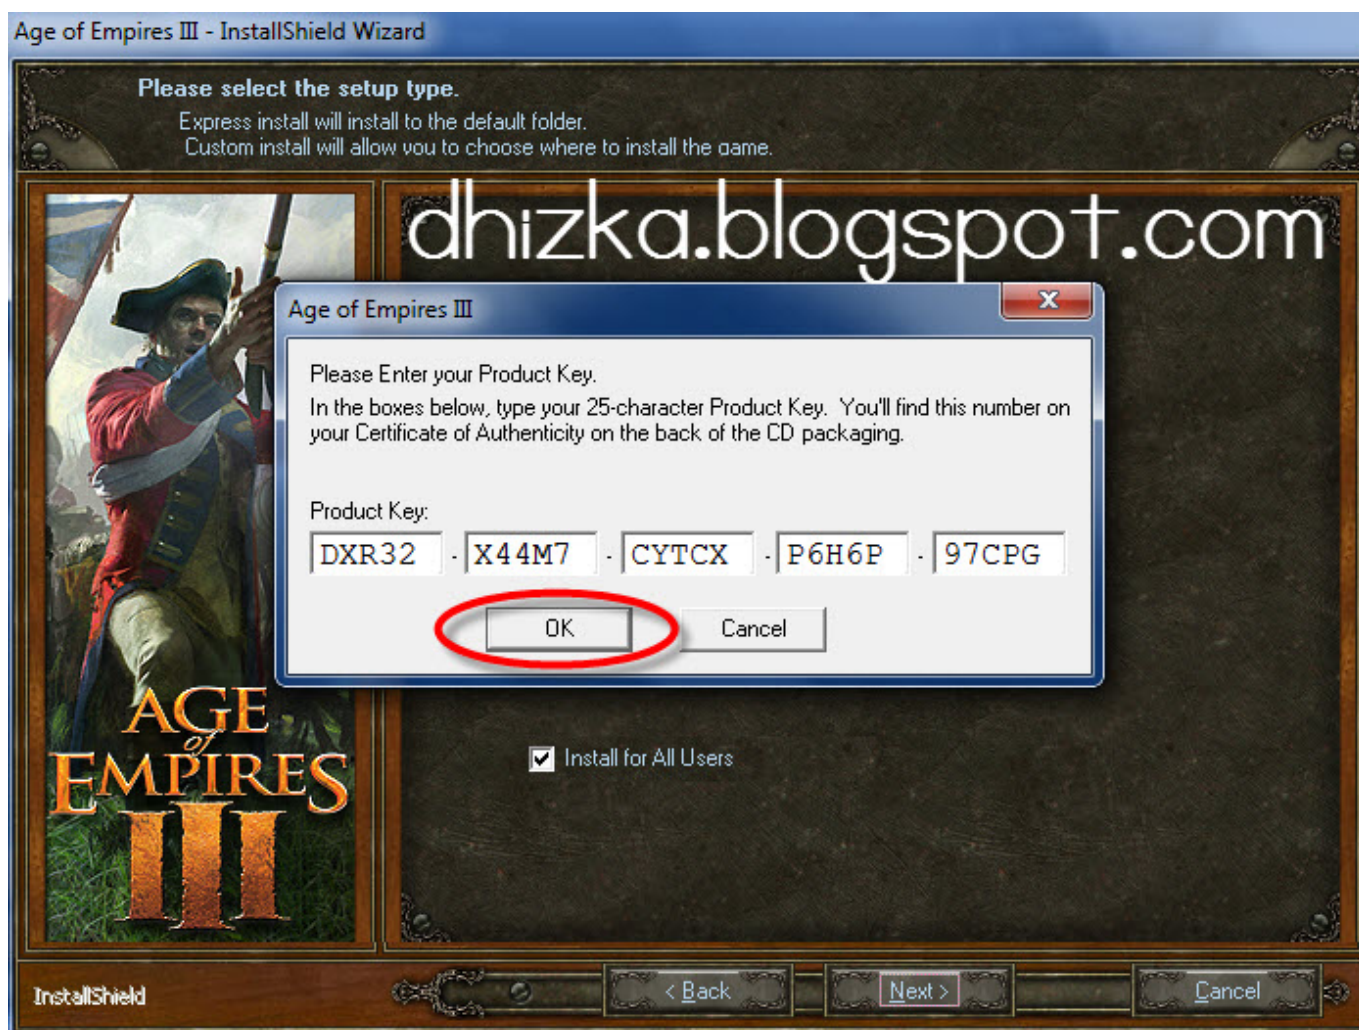 Age of Empires III - InstallShield Wizard
Please select the setup type.
Express install will install to the default folder.
Custom install will allow you to choose where to install the game.
dhizka.blogspot.com
Age of Empires III
Please Enter your Product Key.
In the boxes below, type your 25-character Product Key. You'll find this number on
your Certificate of Authenticity on the back of the CD packaging.
Product Key:
DXR32 - X44M7 - CYTCX - P6H6P - 97CPG
OK Cancel
AGE
of
EMPIRES
III
Install for All Users
InstallShield
< Back Next > Cancel